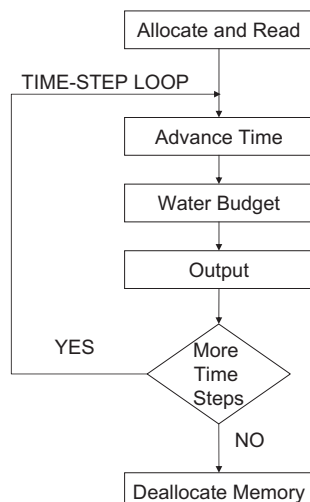 Allocate and Read
TIME-STEP LOOP
Advance Time
Water Budget
Output
More
Time
Steps
YES
NO
Deallocate Memory